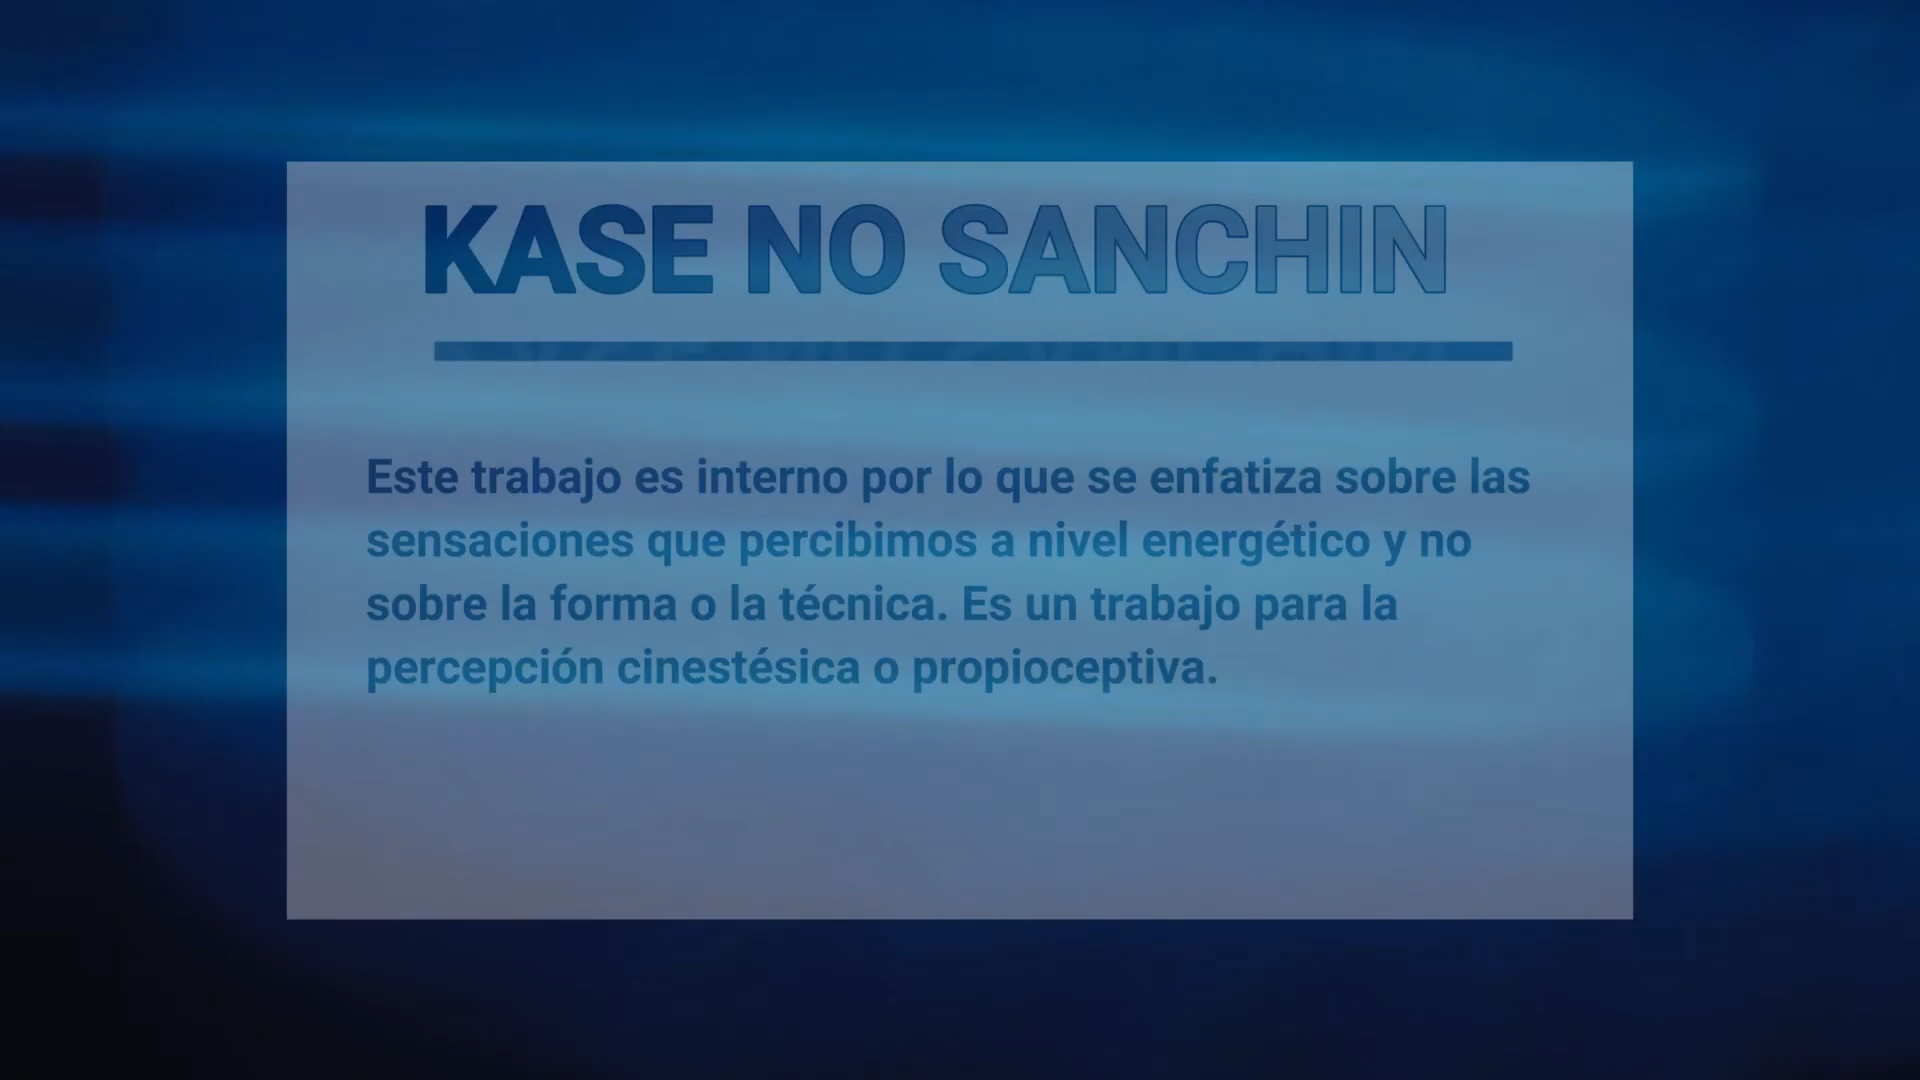 KASE NO SANCHIN
Este trabajo es interno por lo que se enfatiza sobre las
sensaciones que percibimos a nivel energético y no
sobre la forma o la técnica. Es un trabajo para la
percepción cinestésica o propioceptiva.